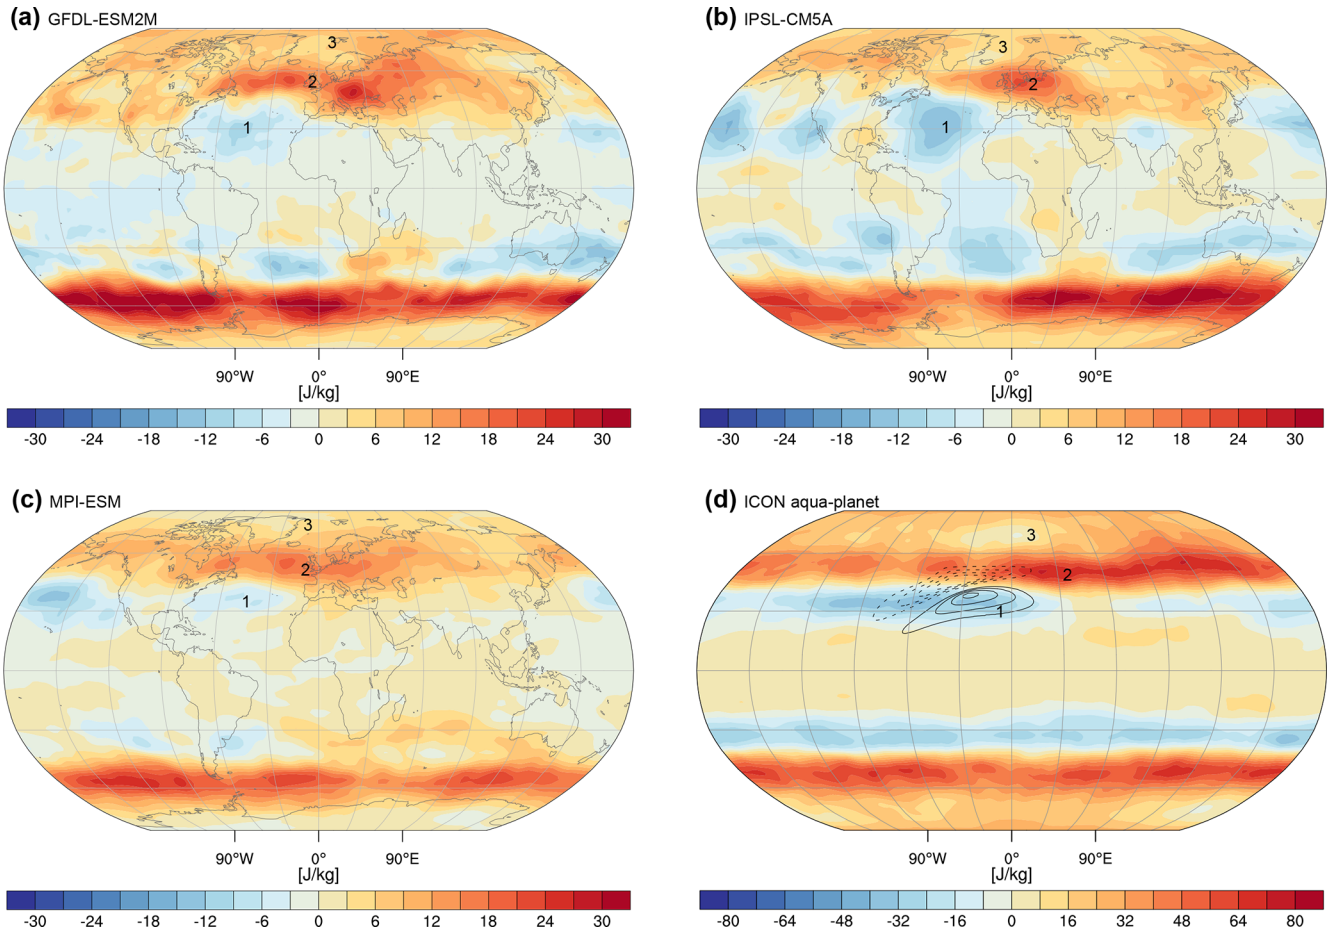 (a) GFDL-ESM2M
3
2
1
90°W 0° 90°E
[J/kg]
-30 -24 -18 -12 -6 0 6 12 18 24 30
(b) IPSL-CM5A
3
2
1
90°W 0° 90°E
[J/kg]
-30 -24 -18 -12 -6 0 6 12 18 24 30
(c) MPI-ESM
3
2
1
90°W 0° 90°E
[J/kg]
-30 -24 -18 -12 -6 0 6 12 18 24 30
(d) ICON aqua-planet
3
2
1
90°W 0° 90°E
[J/kg]
-80 -64 -48 -32 -16 0 16 32 48 64 80